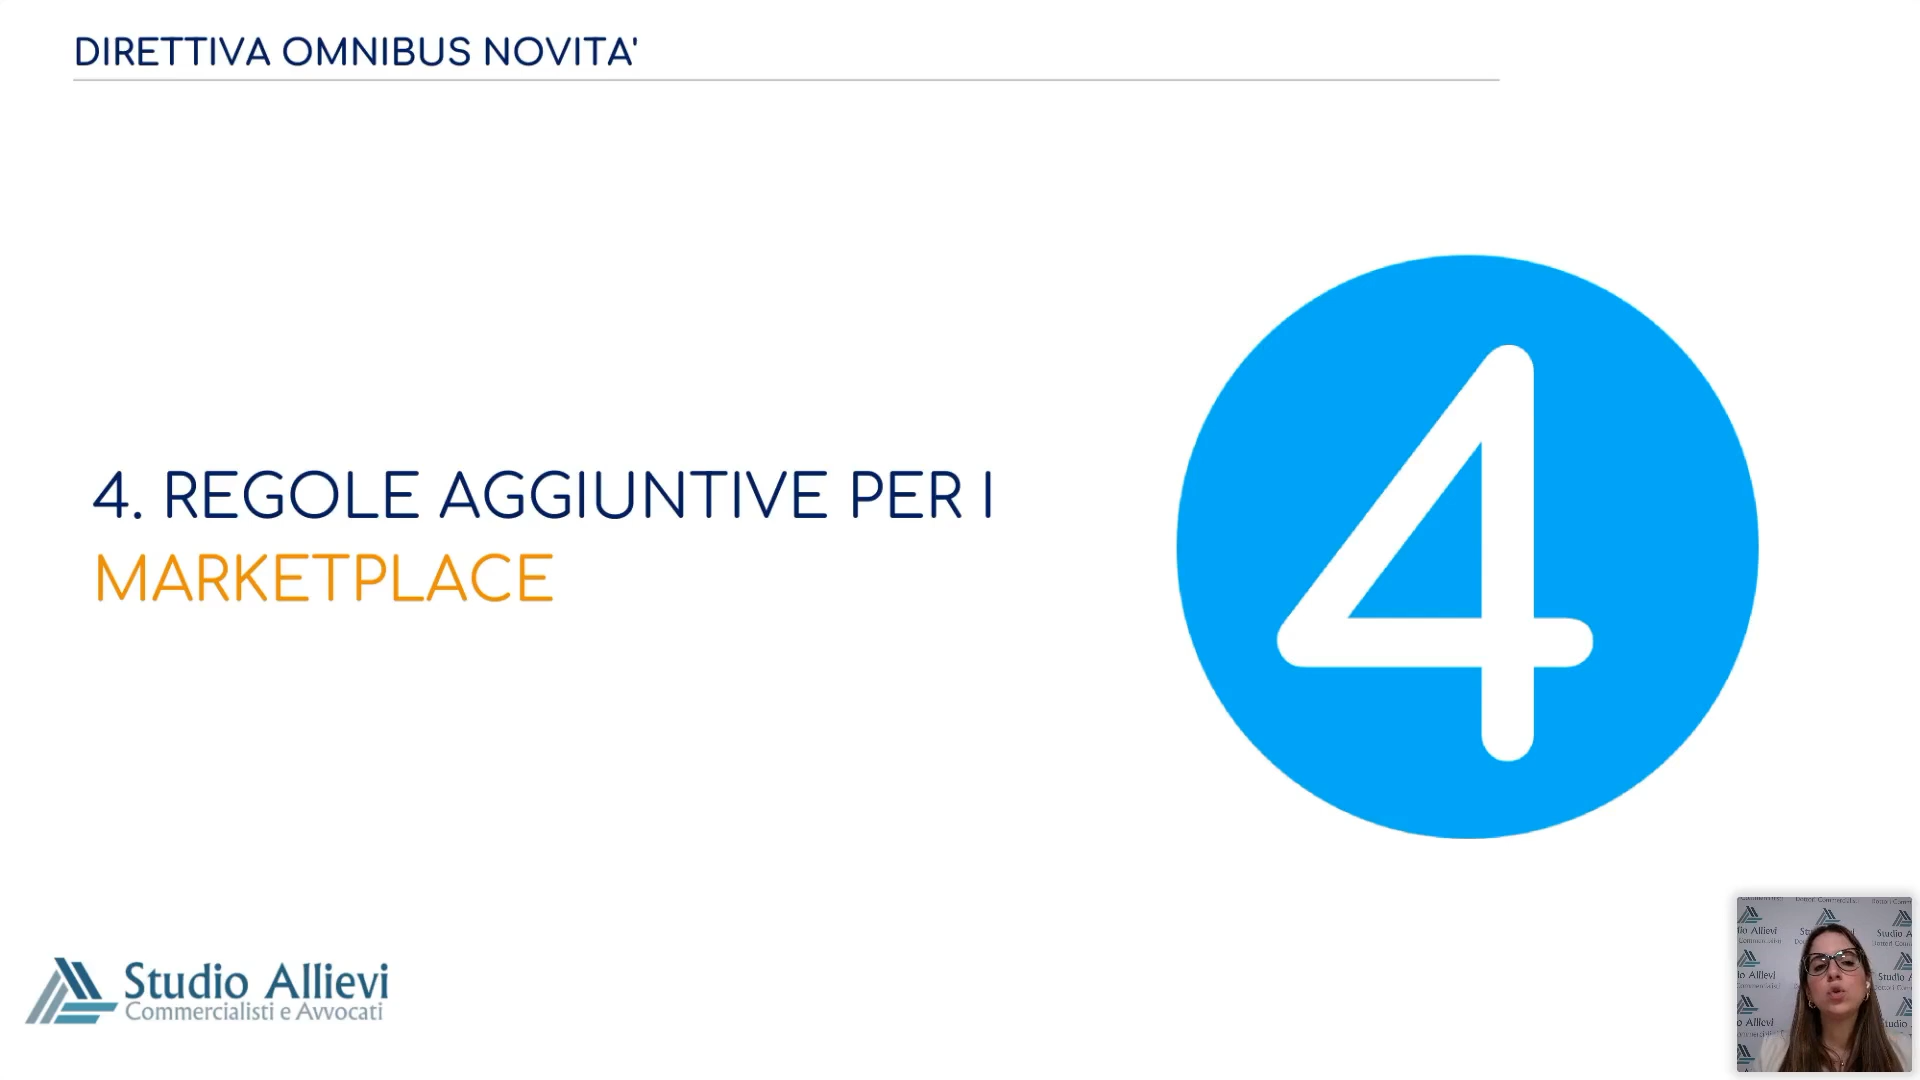 DIRETTIVA OMNIBUS NOVITA'
4. REGOLE AGGIUNTIVE PER I
MARKETPLACE
4
Studio Allievi
Commercialisti e Avvocati